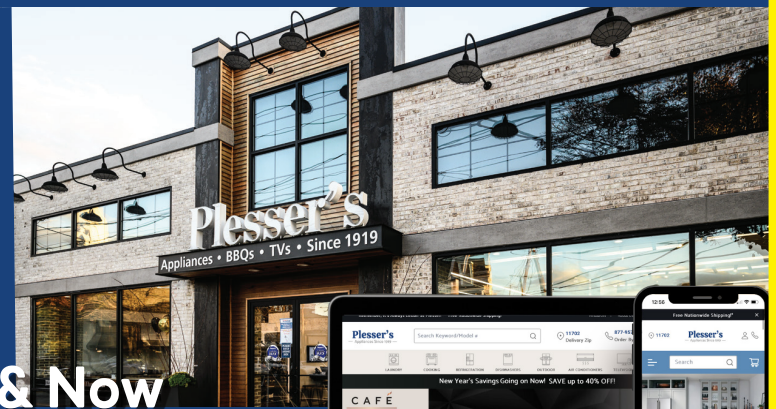 Plesser's
Appliances • BBQs • TVs • Since 1919
Plesser's
Search Keyword/Model #
11702
Delivery Zip
LAUNDRY
COOKING
REFRIGERATION
DISHWASHERS
OUTDOOR
AIR CONDITIONERS
New Year's Savings Going on Now! SAVE up to 40% OFF!
CAFÉ
12:56
Free Nationwide Shipping*
11702
Plesser's
Search
& Now